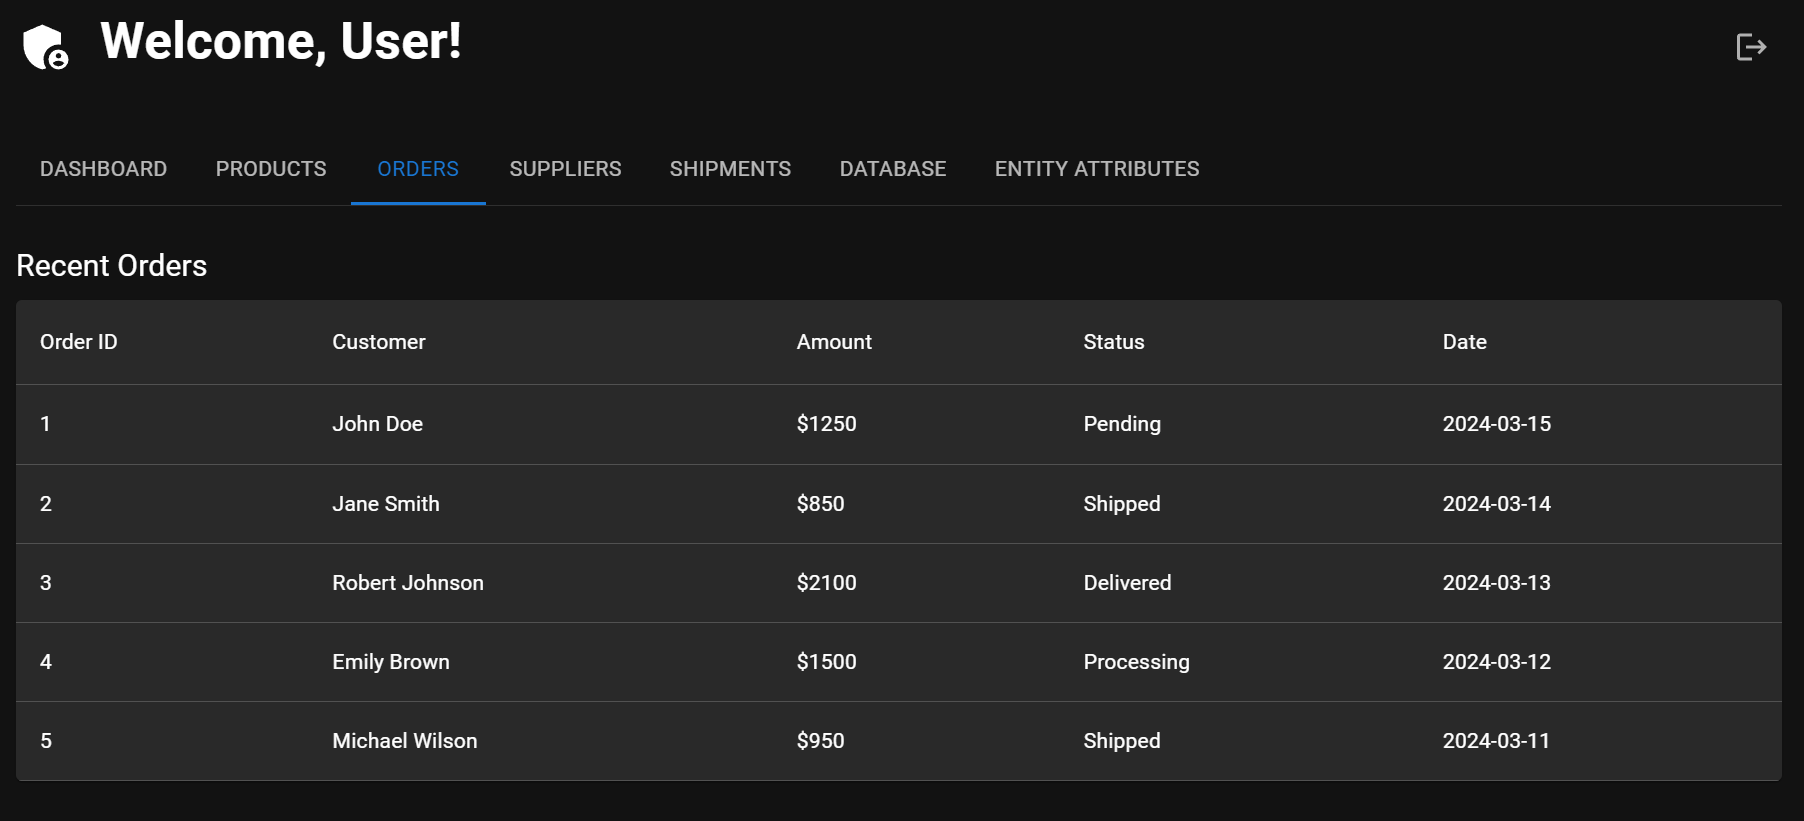 Welcome, User!
DASHBOARD PRODUCTS ORDERS SUPPLIERS SHIPMENTS DATABASE ENTITY ATTRIBUTES
Recent Orders
Order ID Customer Amount Status Date
1 John Doe $1250 Pending 2024-03-15
2 Jane Smith $850 Shipped 2024-03-14
3 Robert Johnson $2100 Delivered 2024-03-13
4 Emily Brown $1500 Processing 2024-03-12
5 Michael Wilson $950 Shipped 2024-03-11